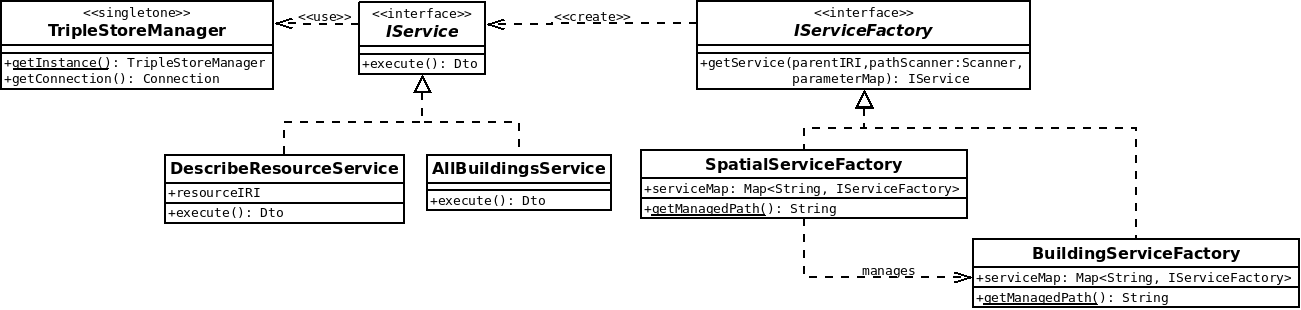 <<singletone>>
TripleStoreManager
+getInstance(): TripleStoreManager
+getConnection(): Connection
<<use>>
<<interface>>
IService
+execute(): Dto
<<create>>
<<interface>>
IServiceFactory
+getService(parentIRI,pathScanner:Scanner,
parameterMap): IService
DescribeResourceService
+resourceIRI
+execute(): Dto
AllBuildingsService
+execute(): Dto
SpatialServiceFactory
+serviceMap: Map<String, IServiceFactory>
+getManagedPath(): String
manages
BuildingServiceFactory
+serviceMap: Map<String, IServiceFactory>
+getManagedPath(): String